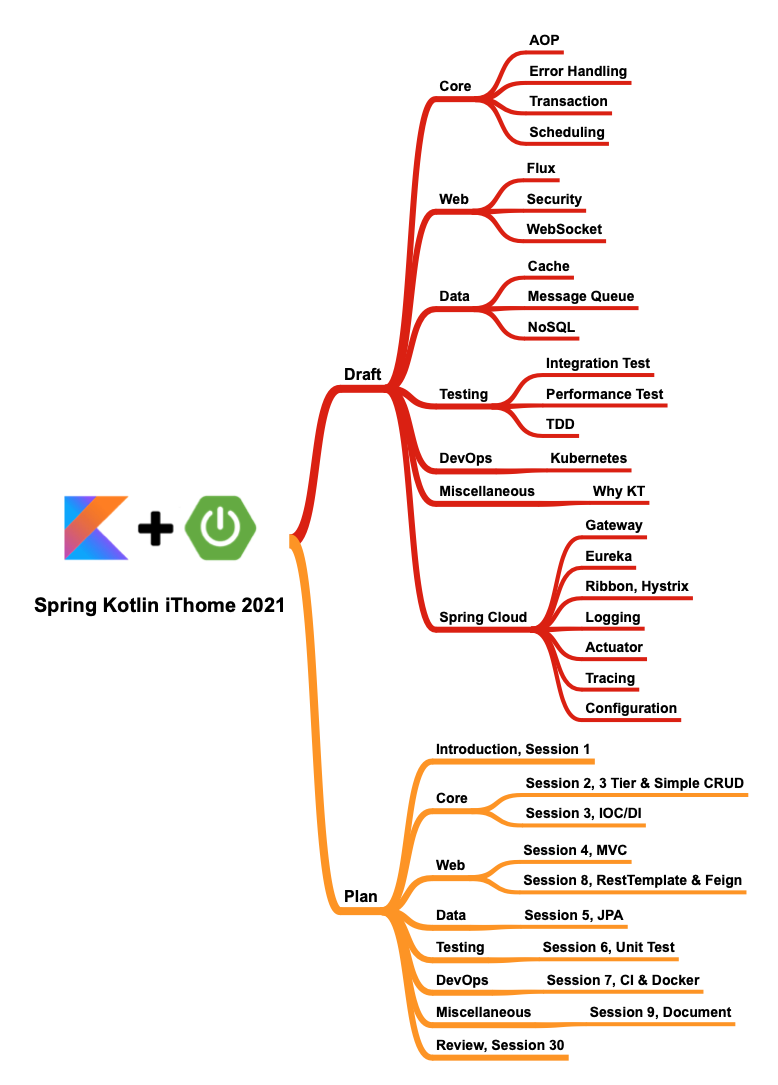 Spring Kotlin iThome 2021
Draft
Core
AOP
Error Handling
Transaction
Scheduling
Web
Flux
Security
WebSocket
Data
Cache
Message Queue
NoSQL
Testing
Integration Test
Performance Test
TDD
DevOps
Kubernetes
Miscellaneous
Why KT
Spring Cloud
Gateway
Eureka
Ribbon, Hystrix
Logging
Actuator
Tracing
Configuration
Plan
Introduction, Session 1
Core
Session 2, 3 Tier & Simple CRUD
Session 3, IOC/DI
Web
Session 4, MVC
Session 8, RestTemplate & Feign
Data
Session 5, JPA
Testing
Session 6, Unit Test
DevOps
Session 7, CI & Docker
Miscellaneous
Session 9, Document
Review, Session 30